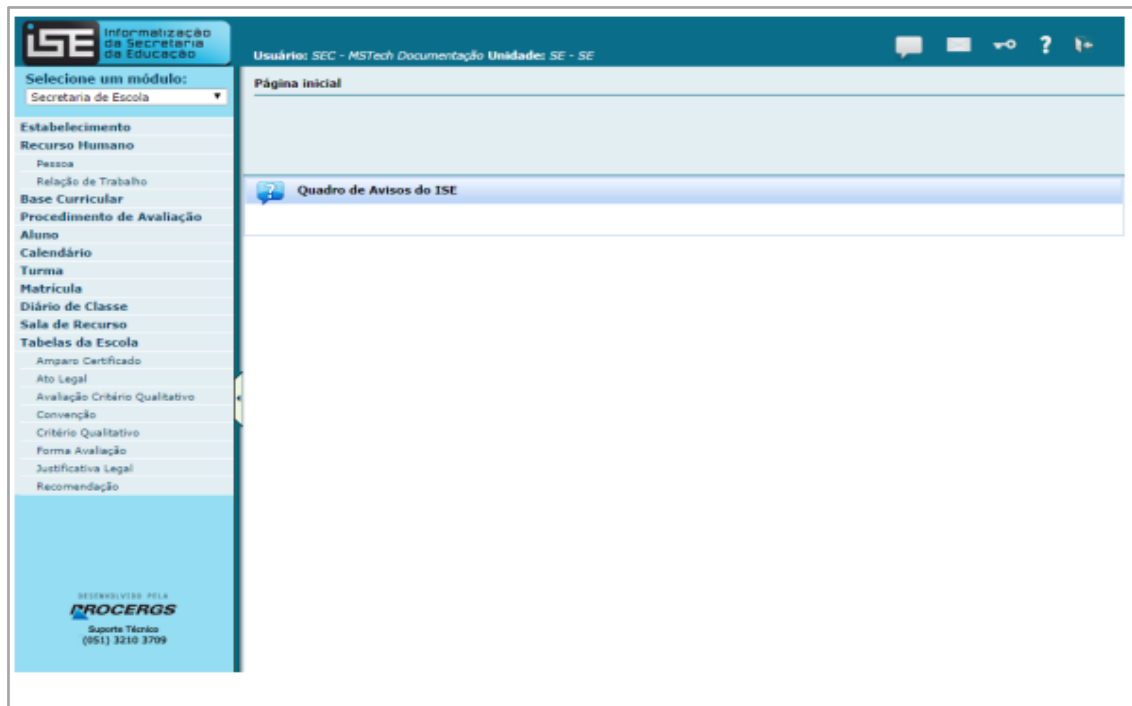 iSE Informatização
da Secretaria
da Educação
Usuário: SEC - MSTech Documentação Unidade: SE - SE
?
Selecione um módulo:
Secretaria de Escola
Página inicial
Estabelecimento
Recurso Humano
Pessoa
Relação de Trabalho
Base Curricular
Procedimento de Avaliação
Aluno
Calendário
Turma
Matrícula
Diário de Classe
Sala de Recurso
Tabelas da Escola
Amparo Certificado
Ato Legal
Avaliação Critério Qualitativo
Convenção
Critério Qualitativo
Forma Avaliação
Justificativa Legal
Recomendação
? Quadro de Avisos do ISE
DESENVOLVIDO PELA
PROCERGS
Suporte Técnico
(051) 3210 3709